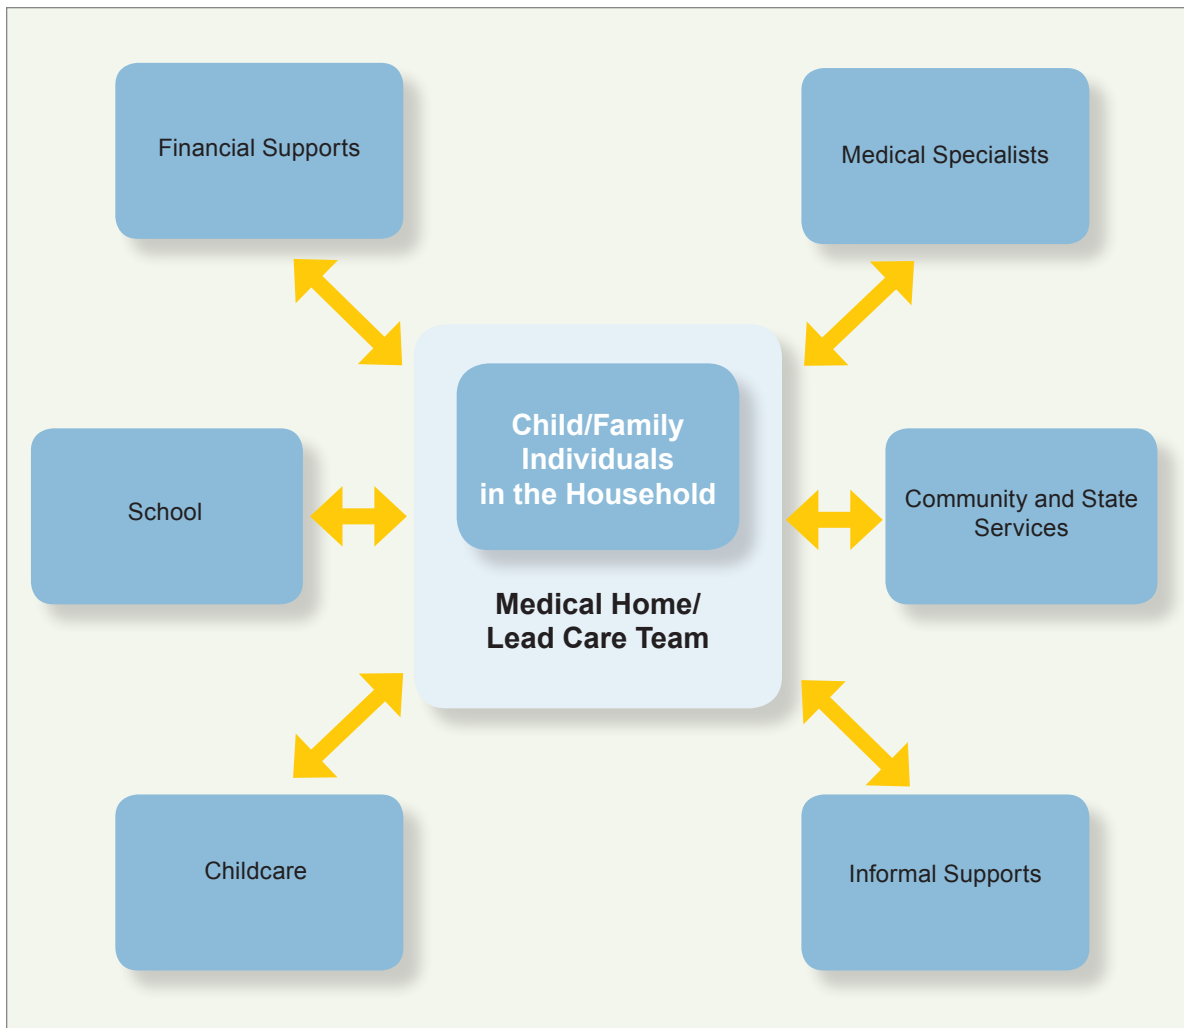 Financial Supports
Medical Specialists
Child/Family
Individuals
in the Household
School
Community and State
Services
Medical Home/
Lead Care Team
Childcare
Informal Supports